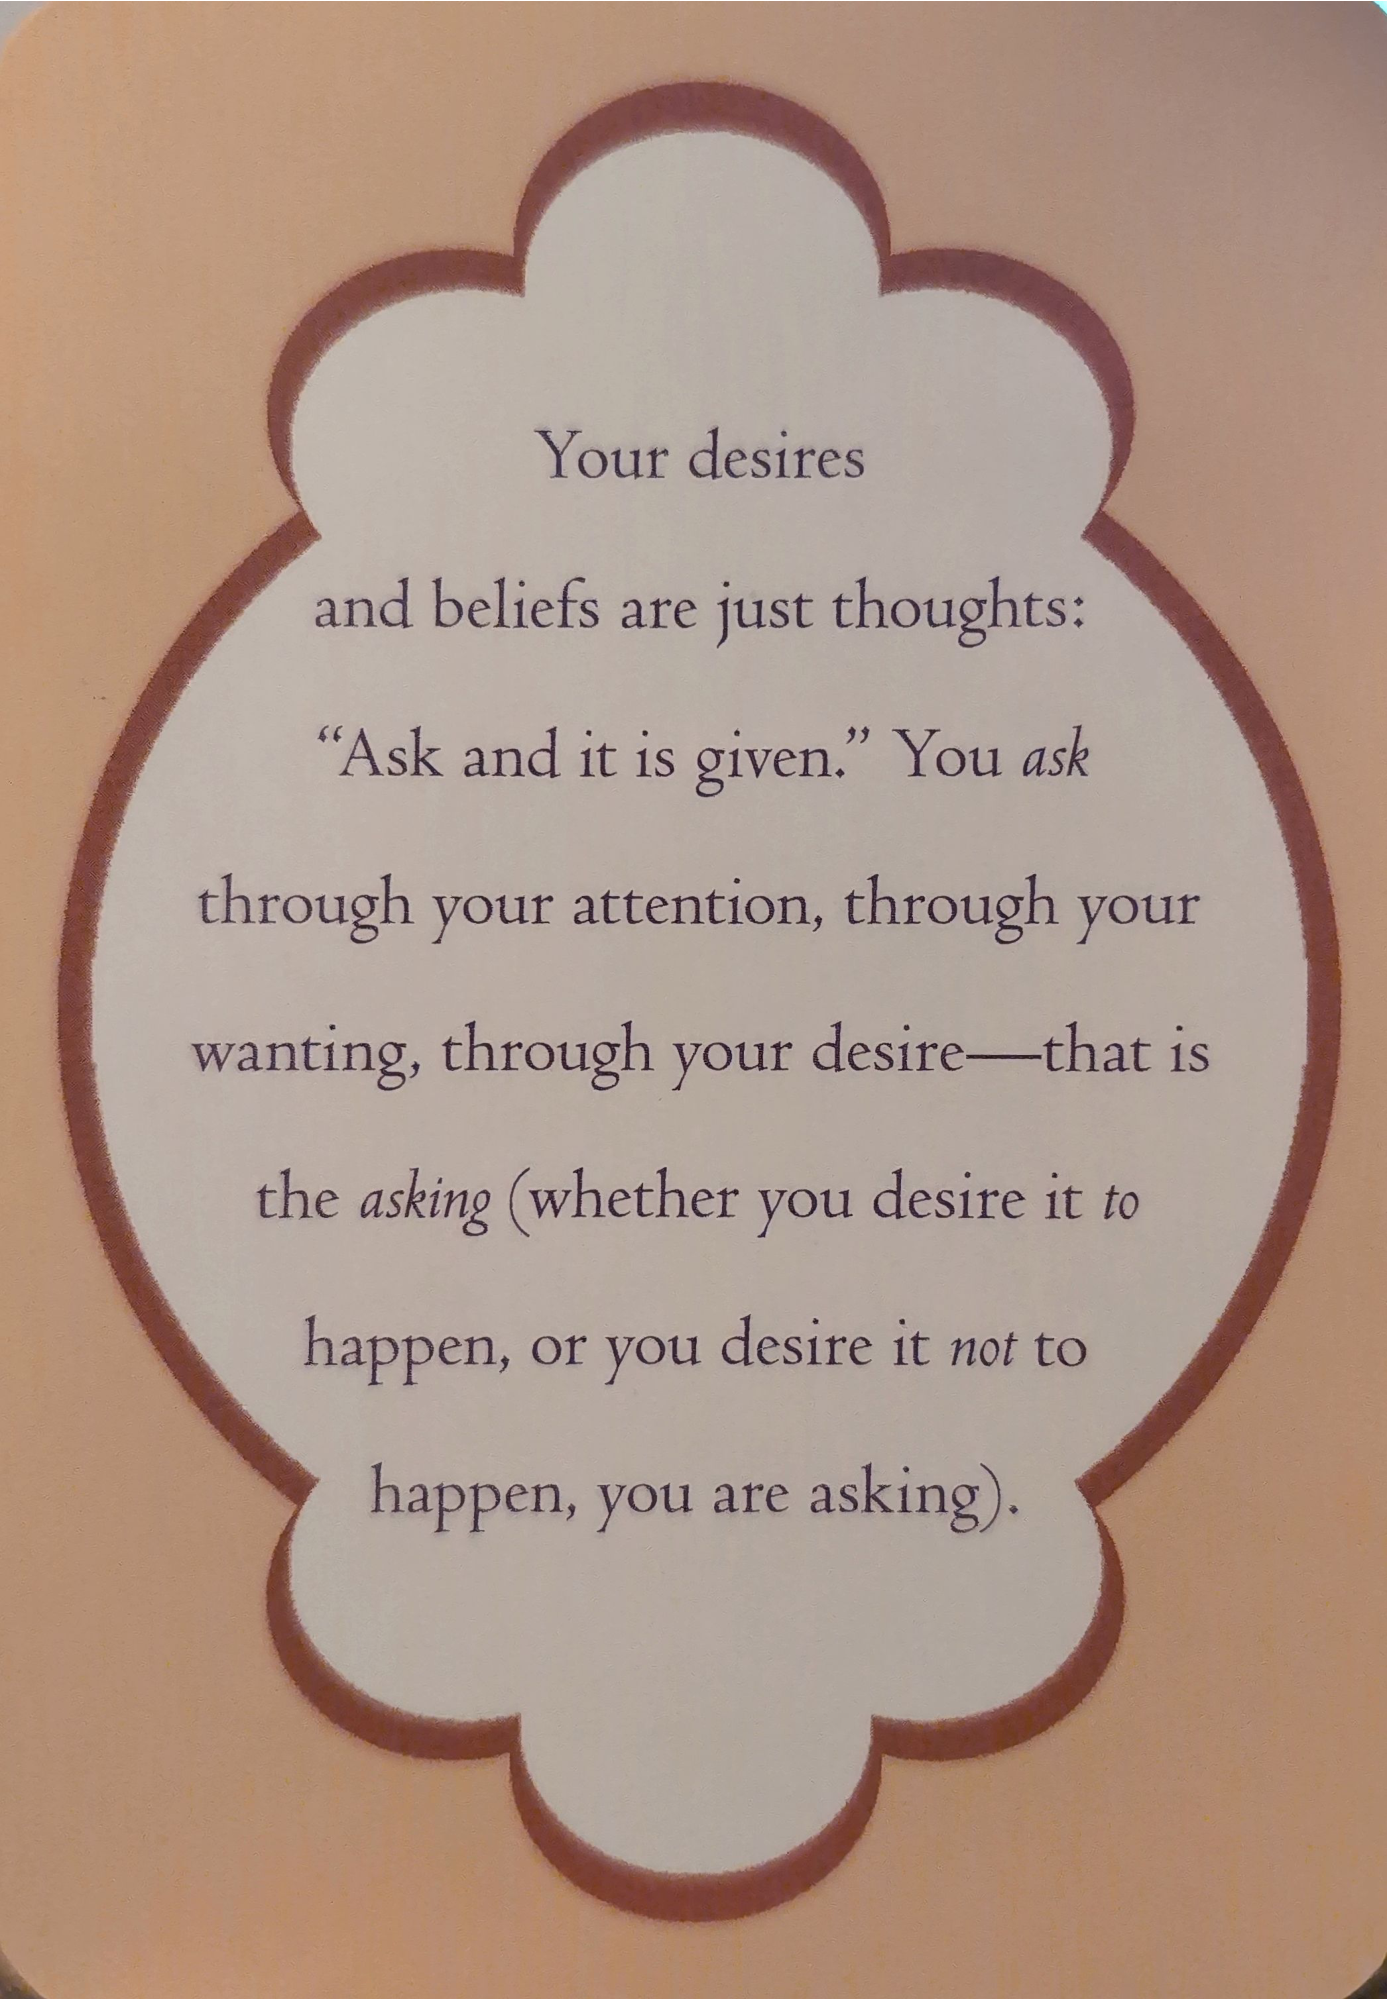 Your desires
and beliefs are just thoughts:
“Ask and it is given.” You ask
through your attention, through your
wanting, through your desire—that is
the asking (whether you desire it to
happen, or you desire it not to
happen, you are asking).